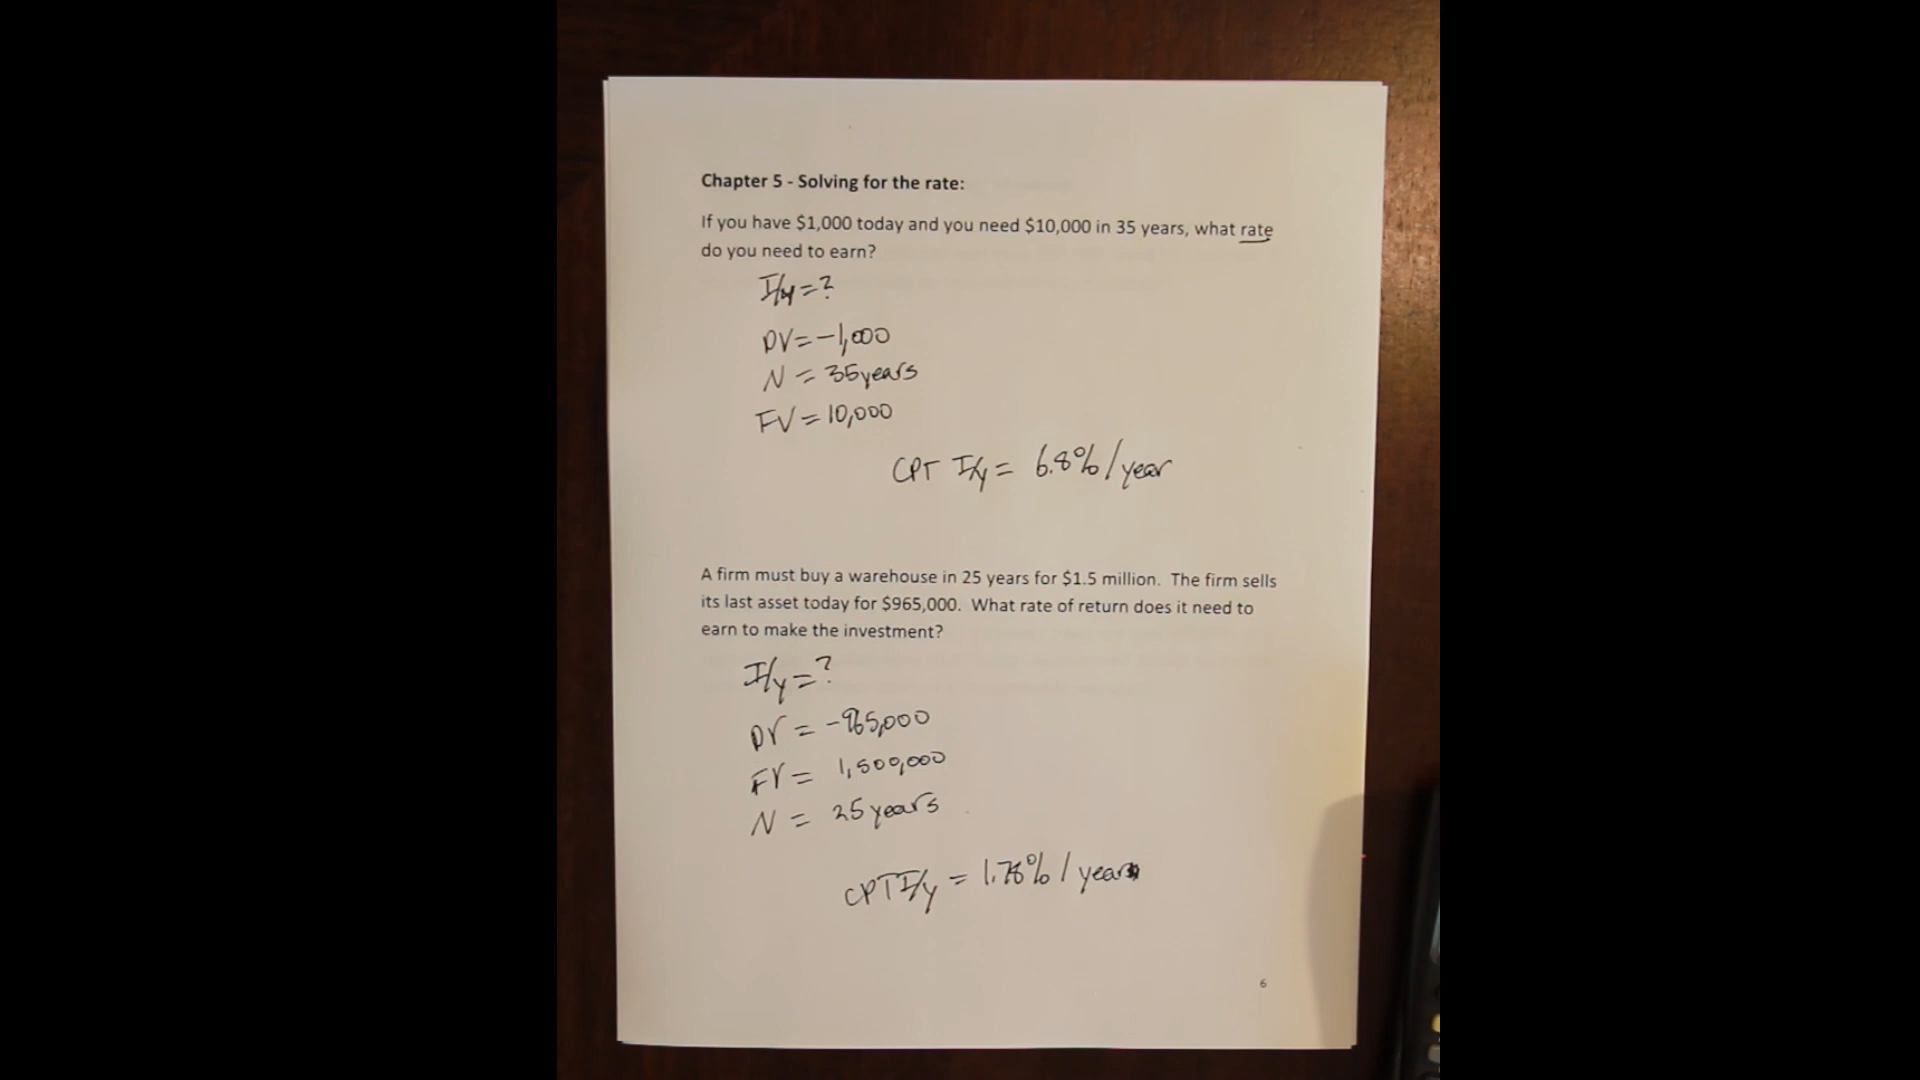 Chapter 5 - Solving for the rate:
If you have $1,000 today and you need $10,000 in 35 years, what rate
do you need to earn?
I/Y = ?
PV = -1,000
N = 35 years
FV = 10,000
CPT I/Y = 6.8% / year
A firm must buy a warehouse in 25 years for $1.5 million. The firm sells
its last asset today for $965,000. What rate of return does it need to
earn to make the investment?
I/Y = ?
PV = -965,000
FV = 1,500,000
N = 25 years
CPT I/Y = 1.78% / year
6